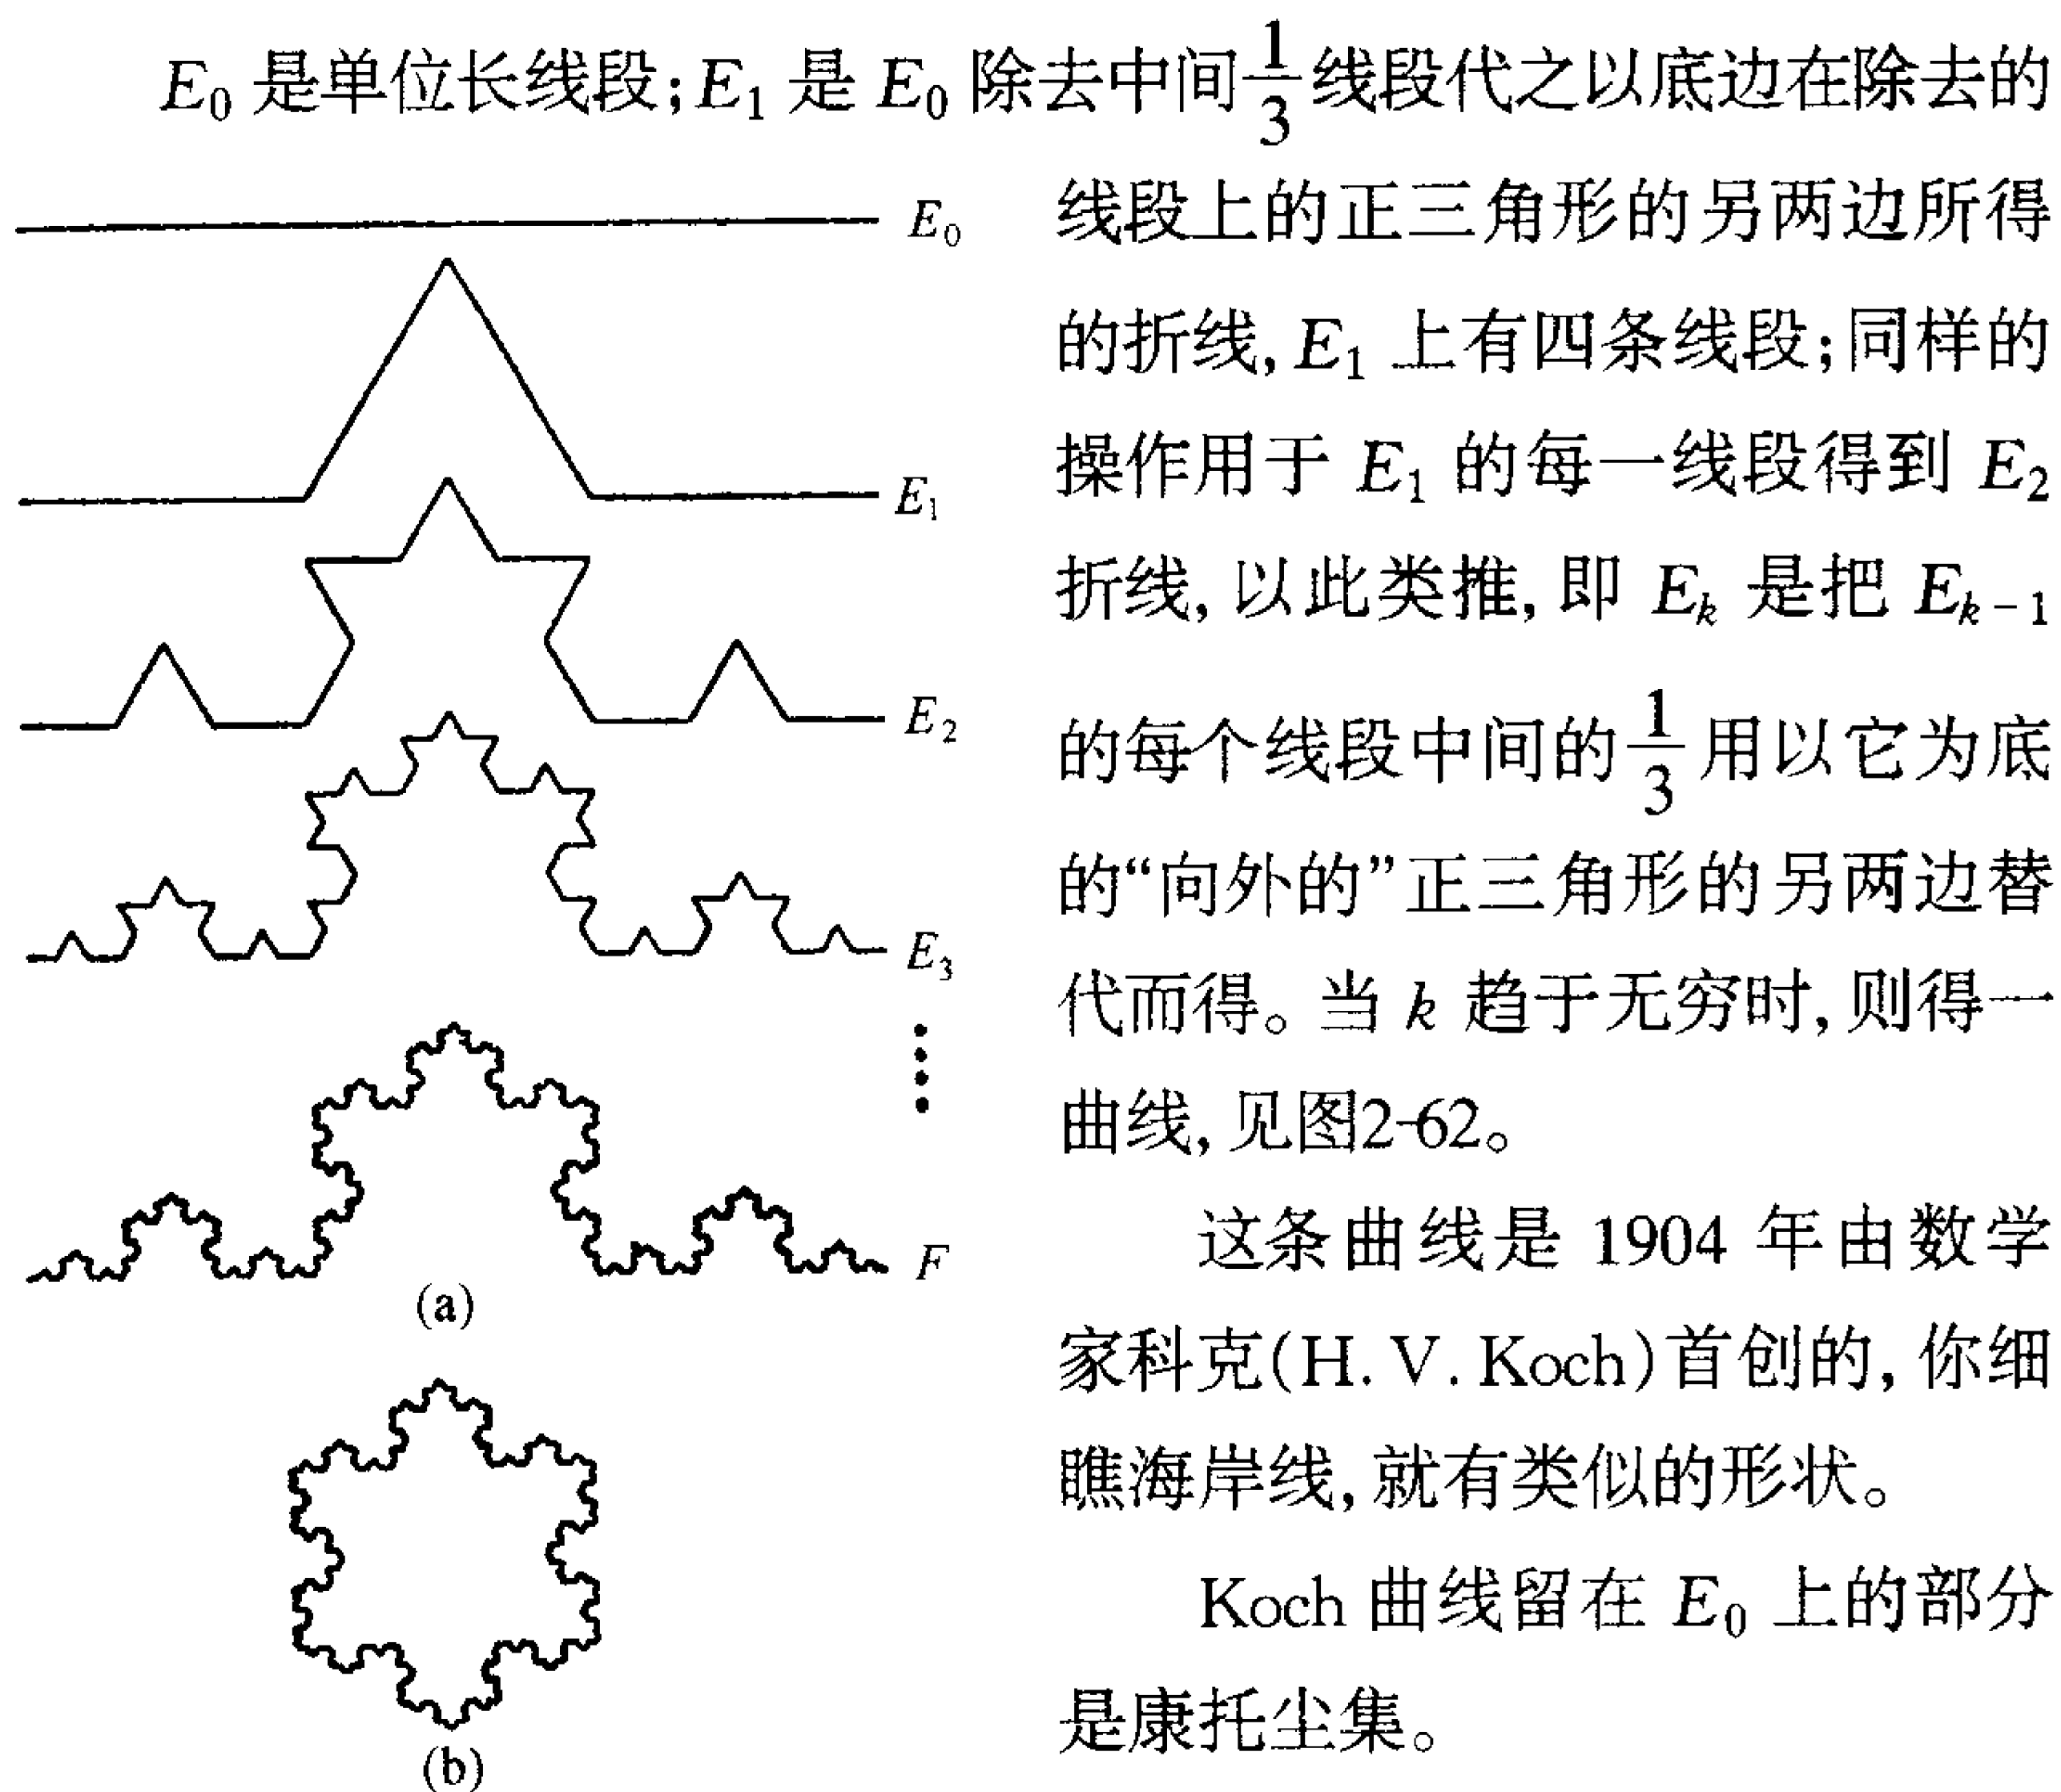 E₀ 是单位长线段;E₁ 是 E₀ 除去中间1/3线段代之以底边在除去的
线段上的正三角形的另两边所得
的折线,E₁ 上有四条线段;同样的
操作用于 E₁ 的每一线段得到 E₂
折线,以此类推,即 Eₖ 是把 Eₖ₋₁
的每个线段中间的1/3用以它为底
的“向外的”正三角形的另两边替
代而得。当 k 趋于无穷时,则得一
曲线,见图2-62。
这条曲线是 1904 年由数学
家科克(H. V. Koch)首创的,你细
瞧海岸线,就有类似的形状。
Koch 曲线留在 E₀ 上的部分
是康托尘集。
E₀
E₁
E₂
E₃
F
(a)
(b)